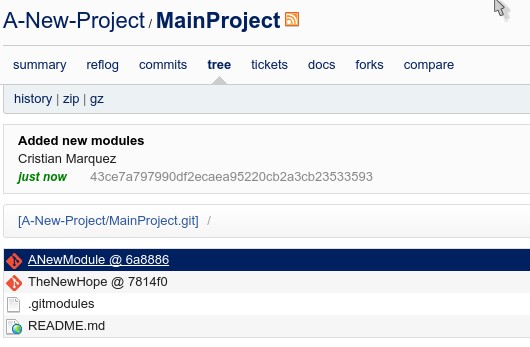 A-New-Project / MainProject
summary reflog commits tree tickets docs forks compare
history | zip | gz
Added new modules
Cristian Marquez
just now 43ce7a797990df2ecaea95220cb2a3cb23533593
[A-New-Project/MainProject.git] /
ANewModule @ 6a8886
TheNewHope @ 7814f0
.gitmodules
README.md